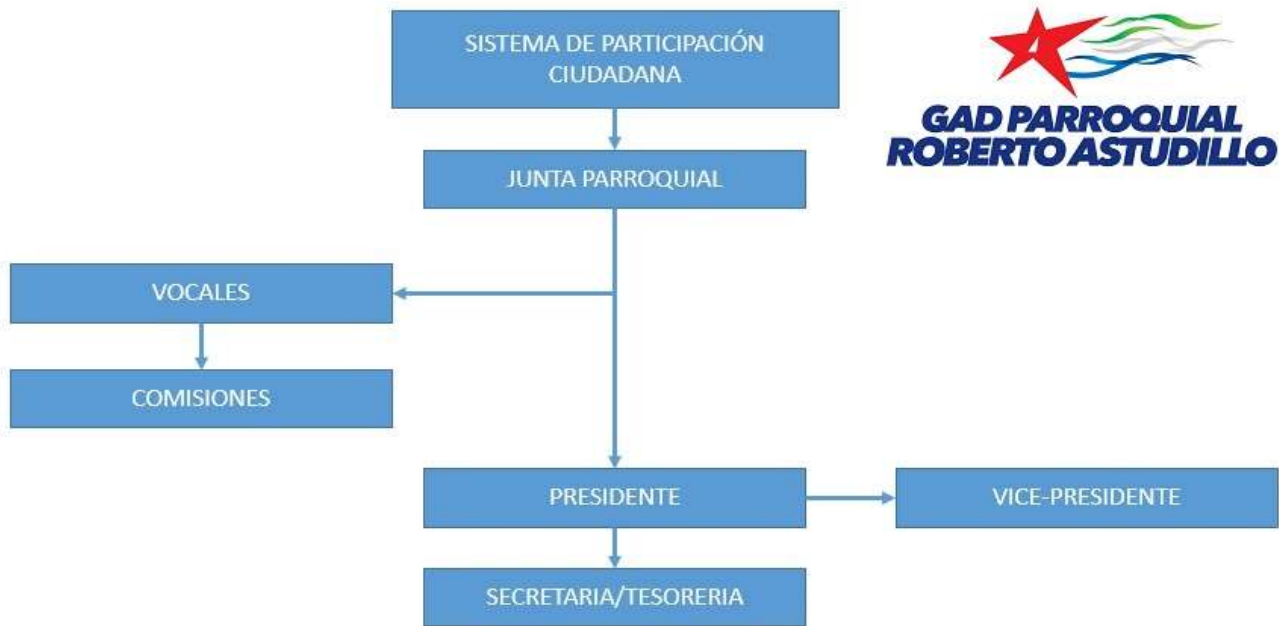 SISTEMA DE PARTICIPACIÓN
CIUDADANA
GAD PARROQUIAL
ROBERTO ASTUDILLO
JUNTA PARROQUIAL
VOCALES
COMISIONES
PRESIDENTE
VICE-PRESIDENTE
SECRETARIA/TESORERIA